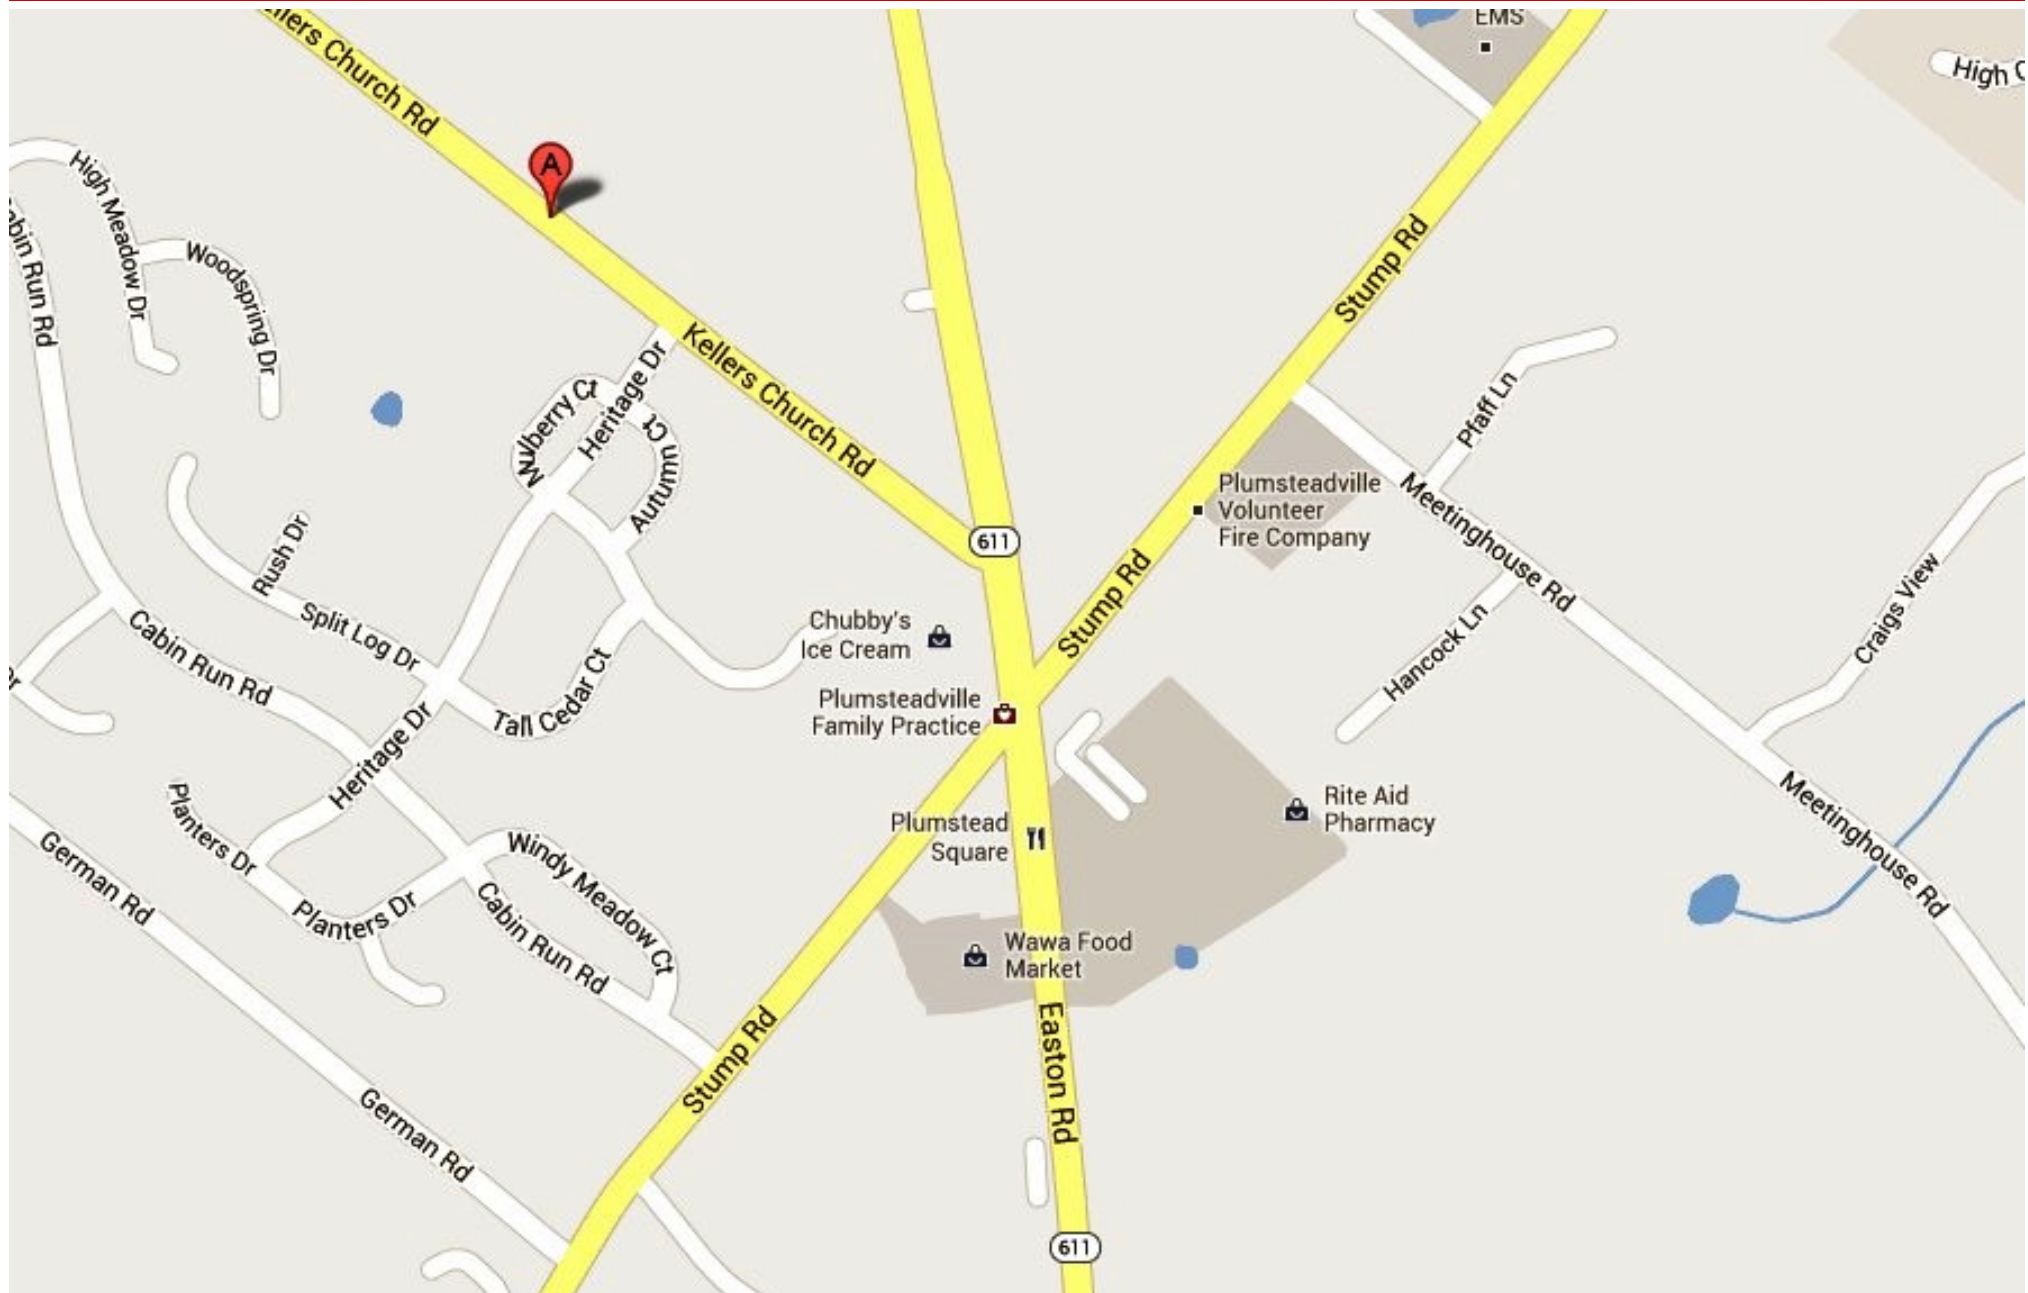 EMS
High
Kellers Church Rd
A
High Meadow Dr
Woodspring Dr
Cabin Run Rd
Stump Rd
Kellers Church Rd
Heritage Dr
Mulberry Ct
Autumn Ct
Pfaff Ln
Plumsteadville
Volunteer
Fire Company
Meetinghouse Rd
611
Rush Dr
Split Log Dr
Stump Rd
Craigs View
Hancock Ln
Chubby's
Ice Cream
Cabin Run Rd
Tall Cedar Ct
Plumsteadville
Family Practice
Heritage Dr
Planters Dr
Rite Aid
Pharmacy
Meetinghouse Rd
Plumstead
Square
German Rd
Windy Meadow Ct
Planters Dr
Cabin Run Rd
Wawa Food
Market
Stump Rd
Easton Rd
German Rd
611